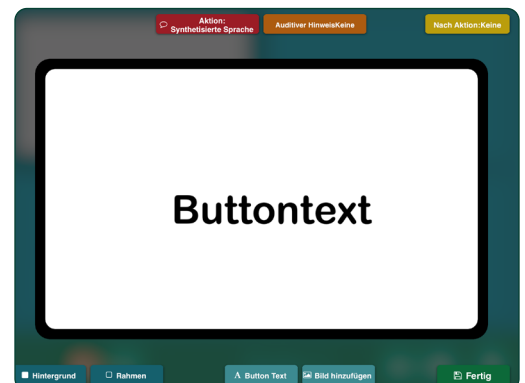 Aktion:
Synthetisierte Sprache
Auditiver HinweisKeine
Nach Aktion:Keine
Buttontext
Hintergrund
Rahmen
A Button Text
Bild hinzufügen
Fertig